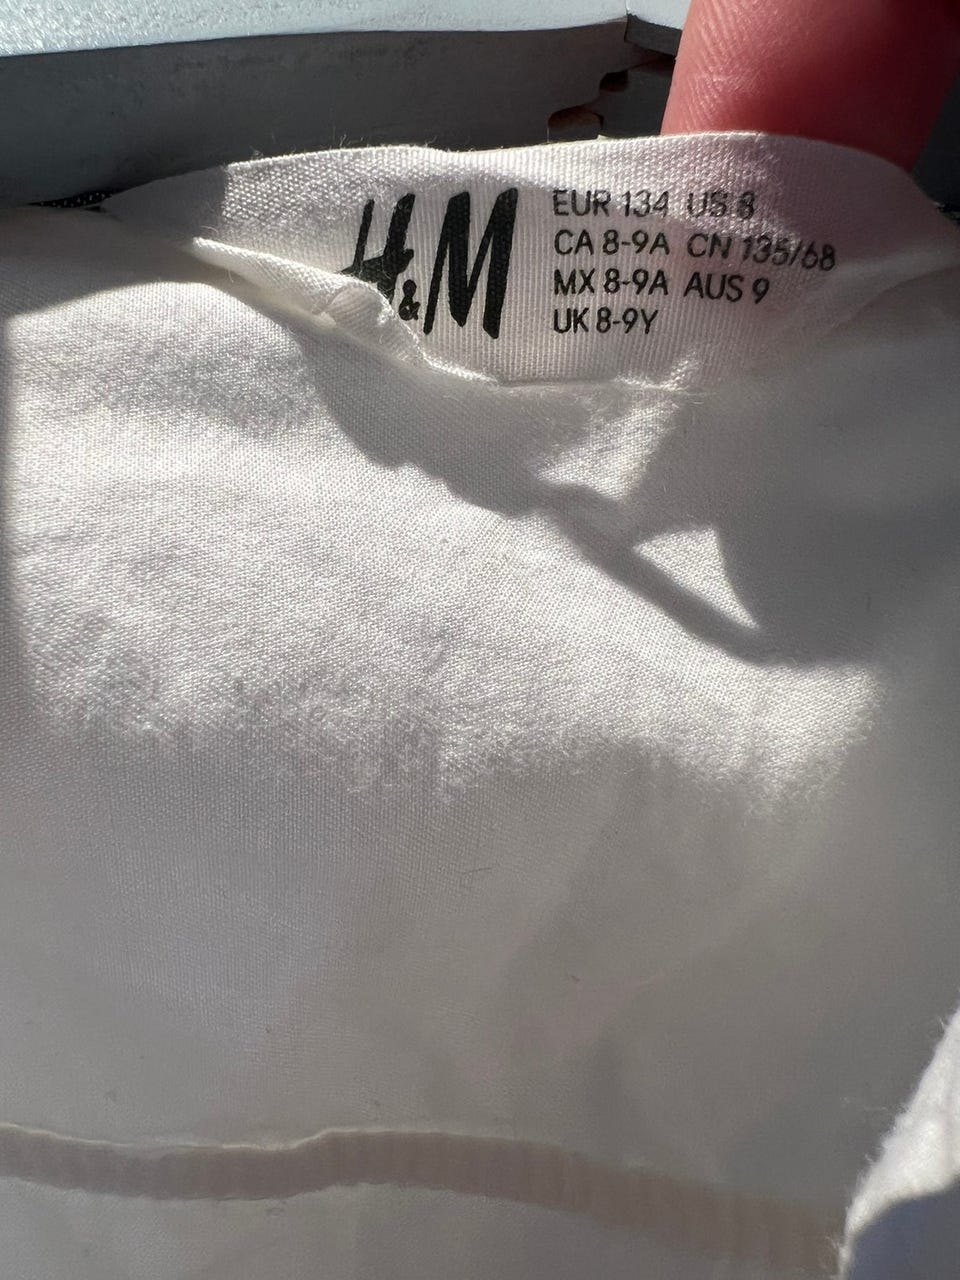 H&M
EUR 134 US 8
CA 8-9A CN 135/68
MX 8-9A AUS 9
UK 8-9Y